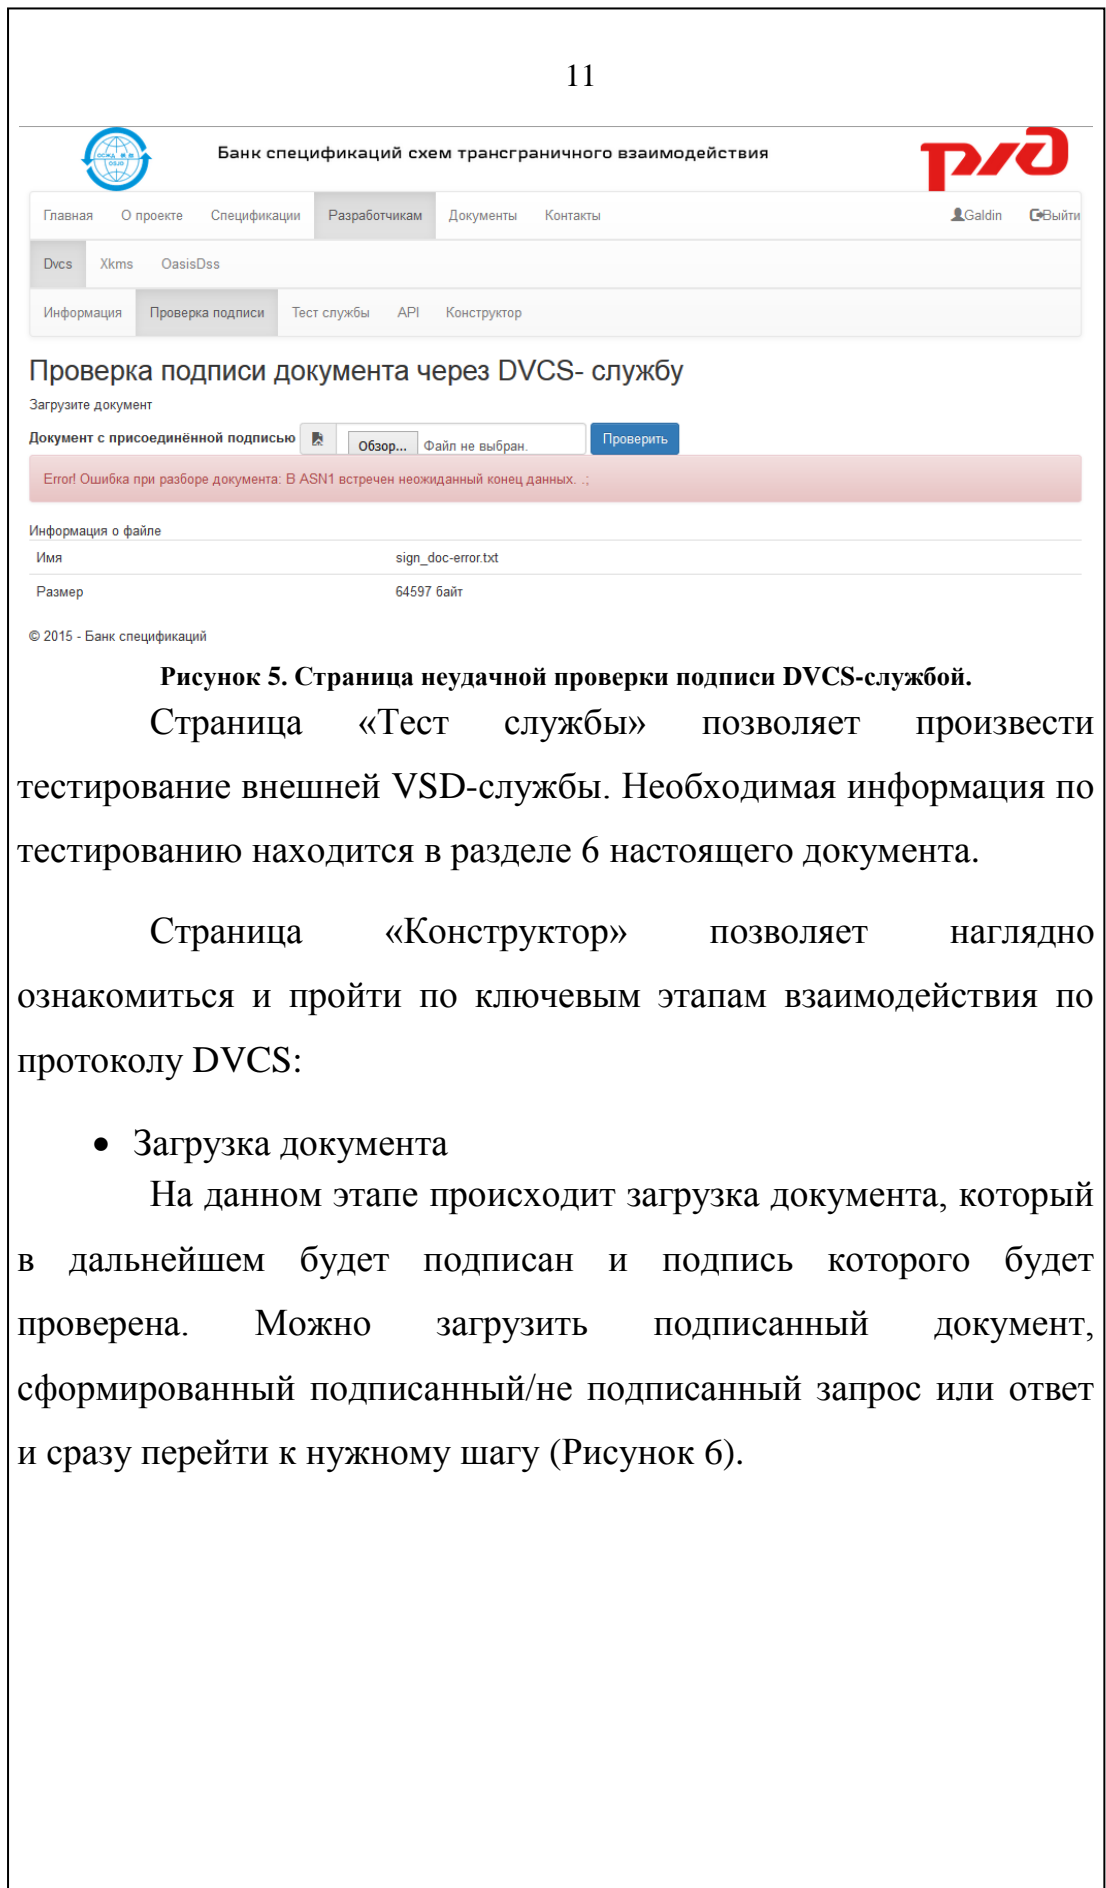 11
ОСЖД
OSJD
Банк спецификаций схем трансграничного взаимодействия
РЖД
Главная О проекте Спецификации Разработчикам Документы Контакты Galdin Выйти
Dvcs Xkms OasisDss
Информация Проверка подписи Тест службы API Конструктор
Проверка подписи документа через DVCS- службу
Загрузите документ
Документ с присоединённой подписью Обзор... Файл не выбран. Проверить
Error! Ошибка при разборе документа: В ASN1 встречен неожиданный конец данных. .;
Информация о файле
Имя sign_doc-error.txt
Размер 64597 байт
© 2015 - Банк спецификаций
Рисунок 5. Страница неудачной проверки подписи DVCS-службой.
Страница «Тест службы» позволяет произвести
тестирование внешней VSD-службы. Необходимая информация по
тестированию находится в разделе 6 настоящего документа.
Страница «Конструктор» позволяет наглядно
ознакомиться и пройти по ключевым этапам взаимодействия по
протоколу DVCS:
• Загрузка документа
На данном этапе происходит загрузка документа, который
в дальнейшем будет подписан и подпись которого будет
проверена. Можно загрузить подписанный документ,
сформированный подписанный/не подписанный запрос или ответ
и сразу перейти к нужному шагу (Рисунок 6).